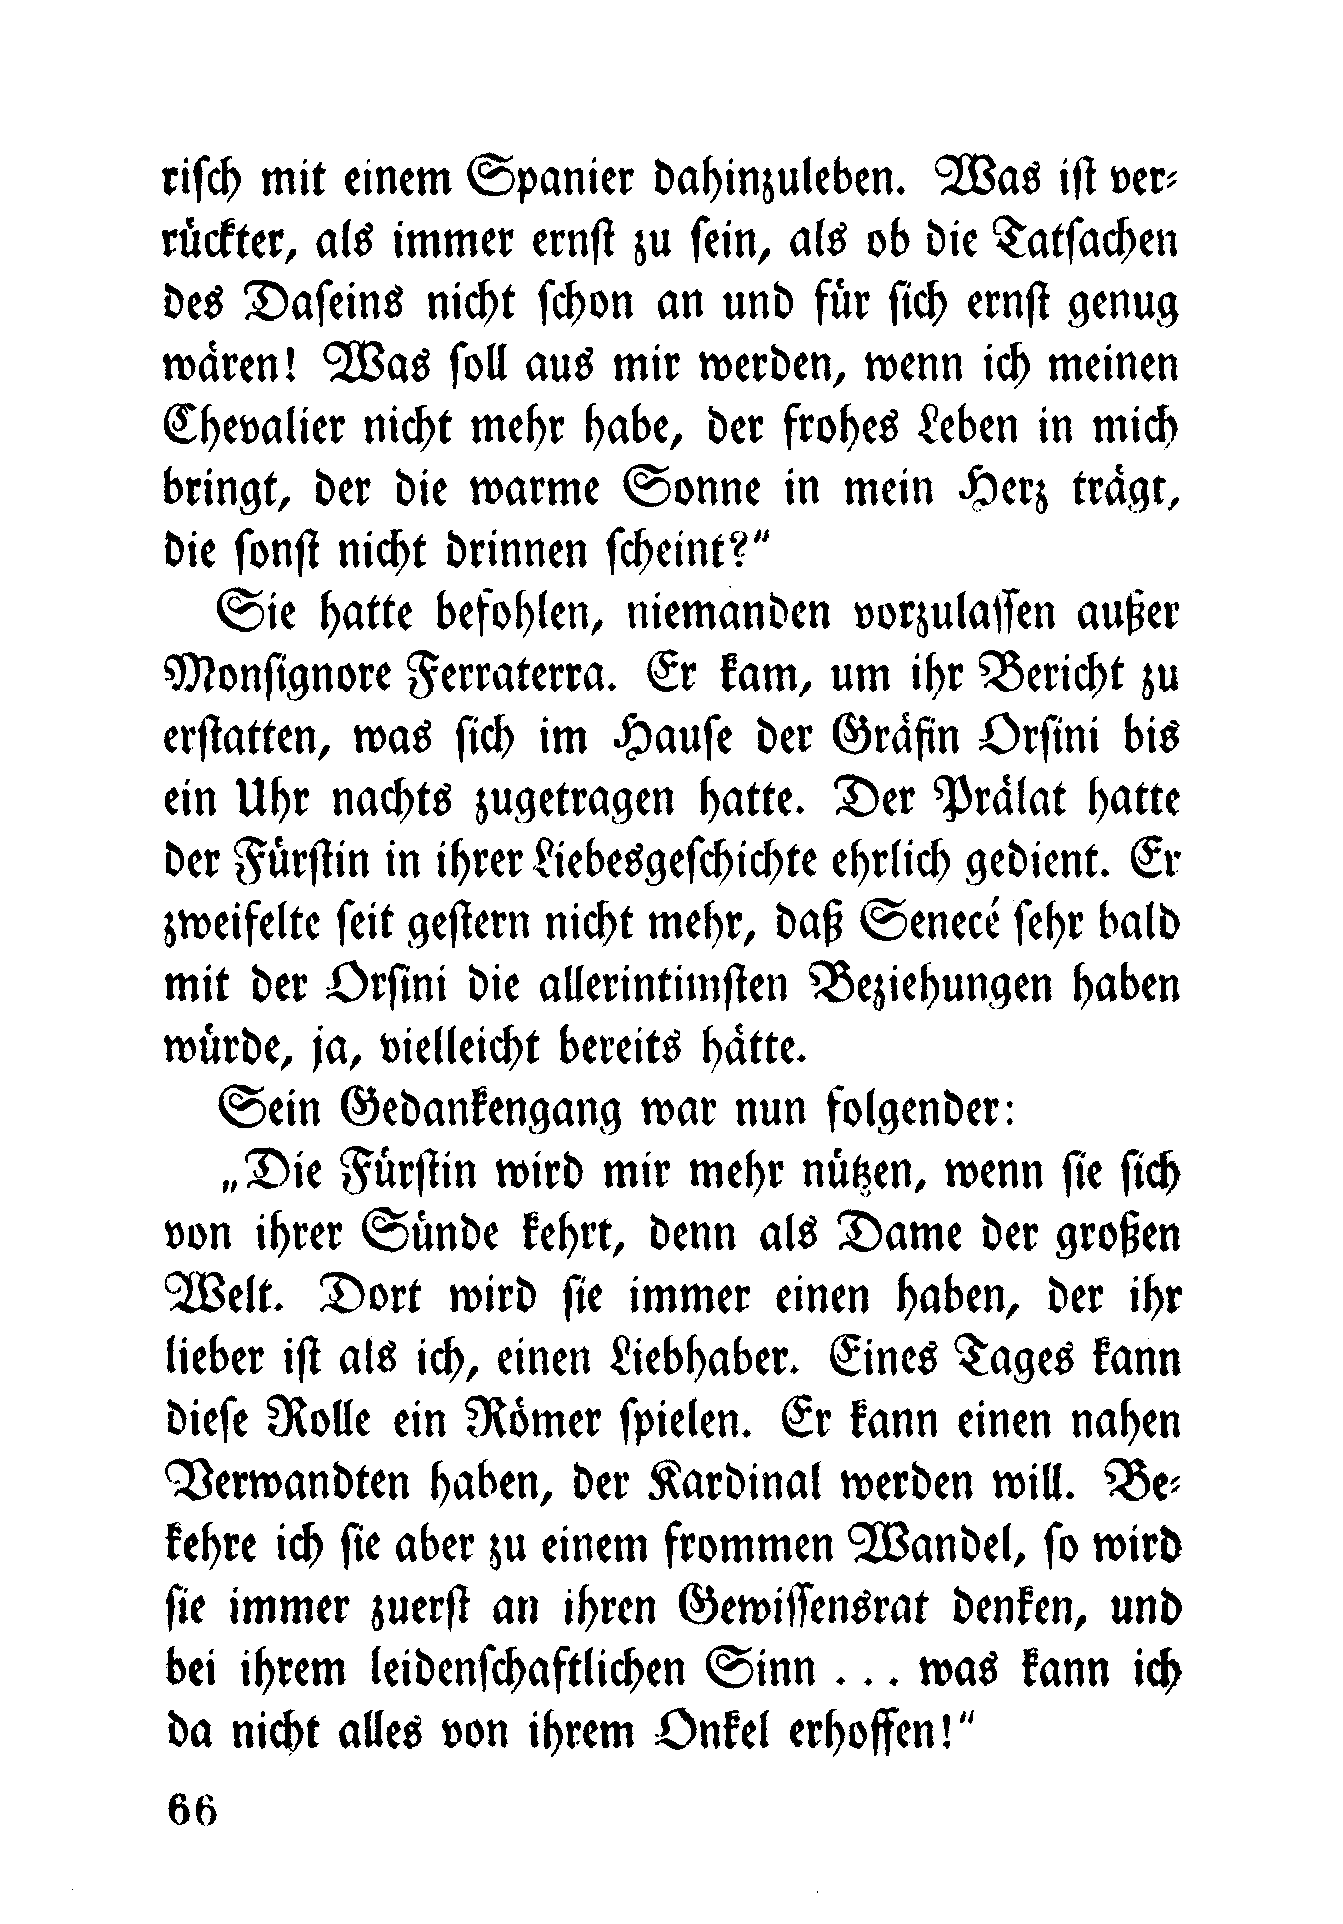 risch mit einem Spanier dahinzuleben. Was ist ver-
rückter, als immer ernst zu sein, als ob die Tatsachen
des Daseins nicht schon an und für sich ernst genug
wären! Was soll aus mir werden, wenn ich meinen
Chevalier nicht mehr habe, der frohes Leben in mich
bringt, der die warme Sonne in mein Herz trägt,
die sonst nicht drinnen scheint?“
Sie hatte befohlen, niemanden vorzulassen außer
Monsignore Ferraterra. Er kam, um ihr Bericht zu
erstatten, was sich im Hause der Gräfin Orsini bis
ein Uhr nachts zugetragen hatte. Der Prälat hatte
der Fürstin in ihrer Liebesgeschichte ehrlich gedient. Er
zweifelte seit gestern nicht mehr, daß Senecé sehr bald
mit der Orsini die allerintimsten Beziehungen haben
würde, ja, vielleicht bereits hätte.
Sein Gedankengang war nun folgender:
„Die Fürstin wird mir mehr nützen, wenn sie sich
von ihrer Sünde kehrt, denn als Dame der großen
Welt. Dort wird sie immer einen haben, der ihr
lieber ist als ich, einen Liebhaber. Eines Tages kann
diese Rolle ein Römer spielen. Er kann einen nahen
Verwandten haben, der Kardinal werden will. Be-
kehre ich sie aber zu einem frommen Wandel, so wird
sie immer zuerst an ihren Gewissensrat denken, und
bei ihrem leidenschaftlichen Sinn . . . was kann ich
da nicht alles von ihrem Onkel erhoffen!“
66